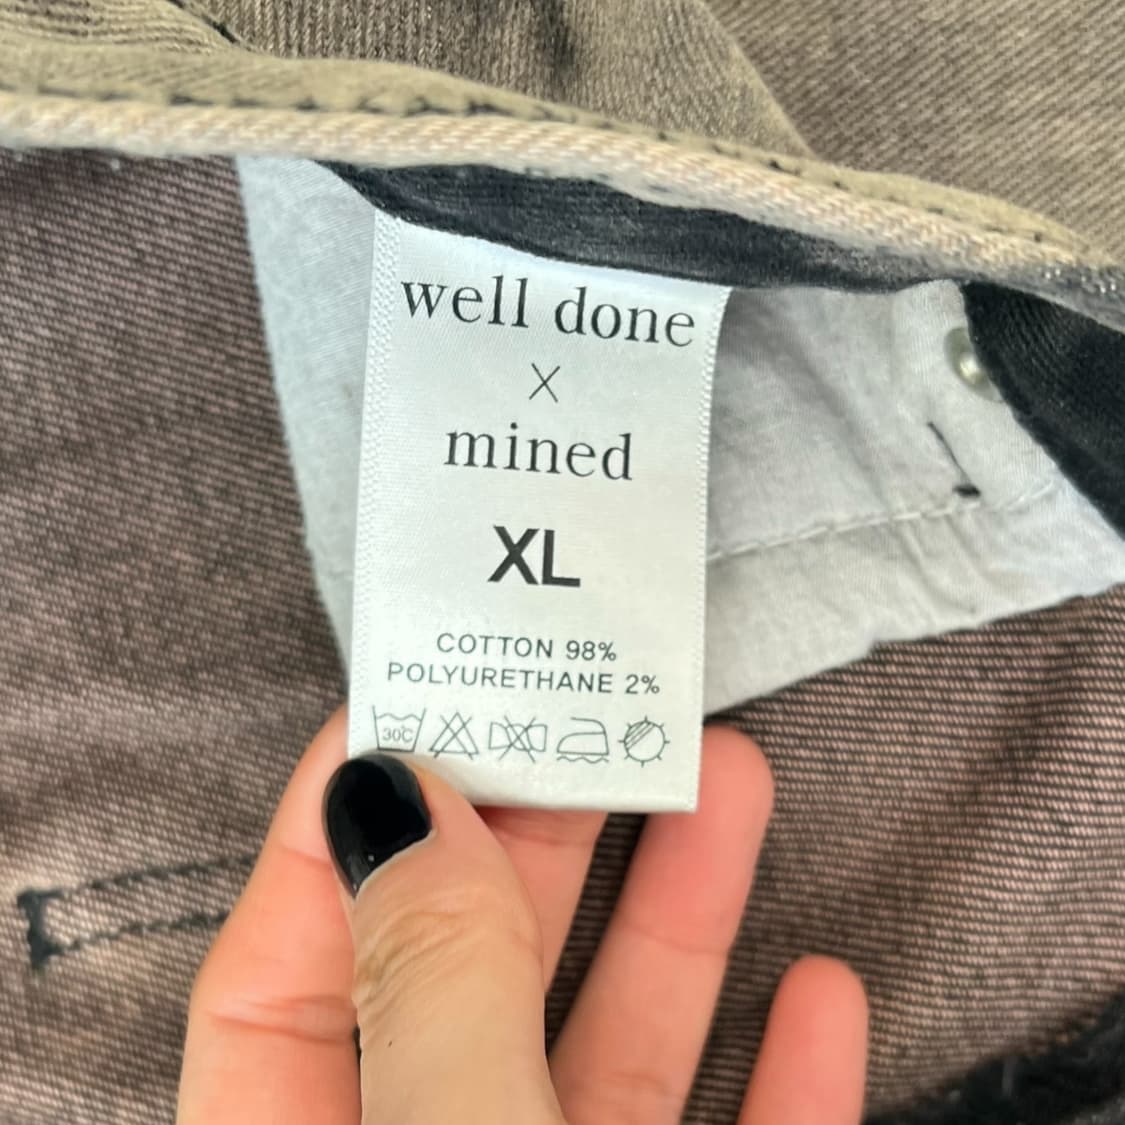 well done
×
mined
XL
COTTON 98%
POLYURETHANE 2%
30C